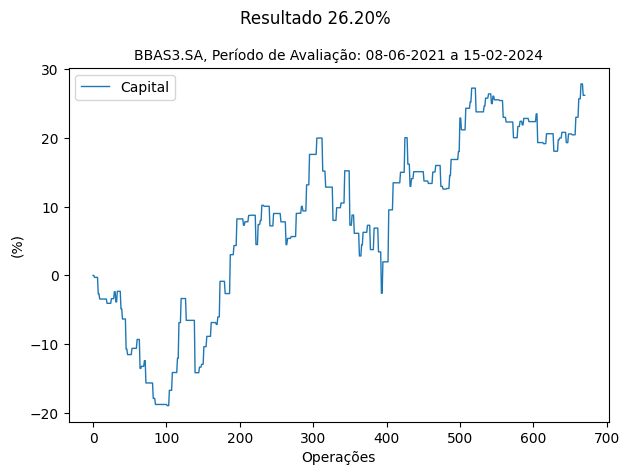 Resultado 26.20%
BBAS3.SA, Período de Avaliação: 08-06-2021 a 15-02-2024
Capital
(%)
30
20
10
0
−10
−20
0 100 200 300 400 500 600 700
Operações